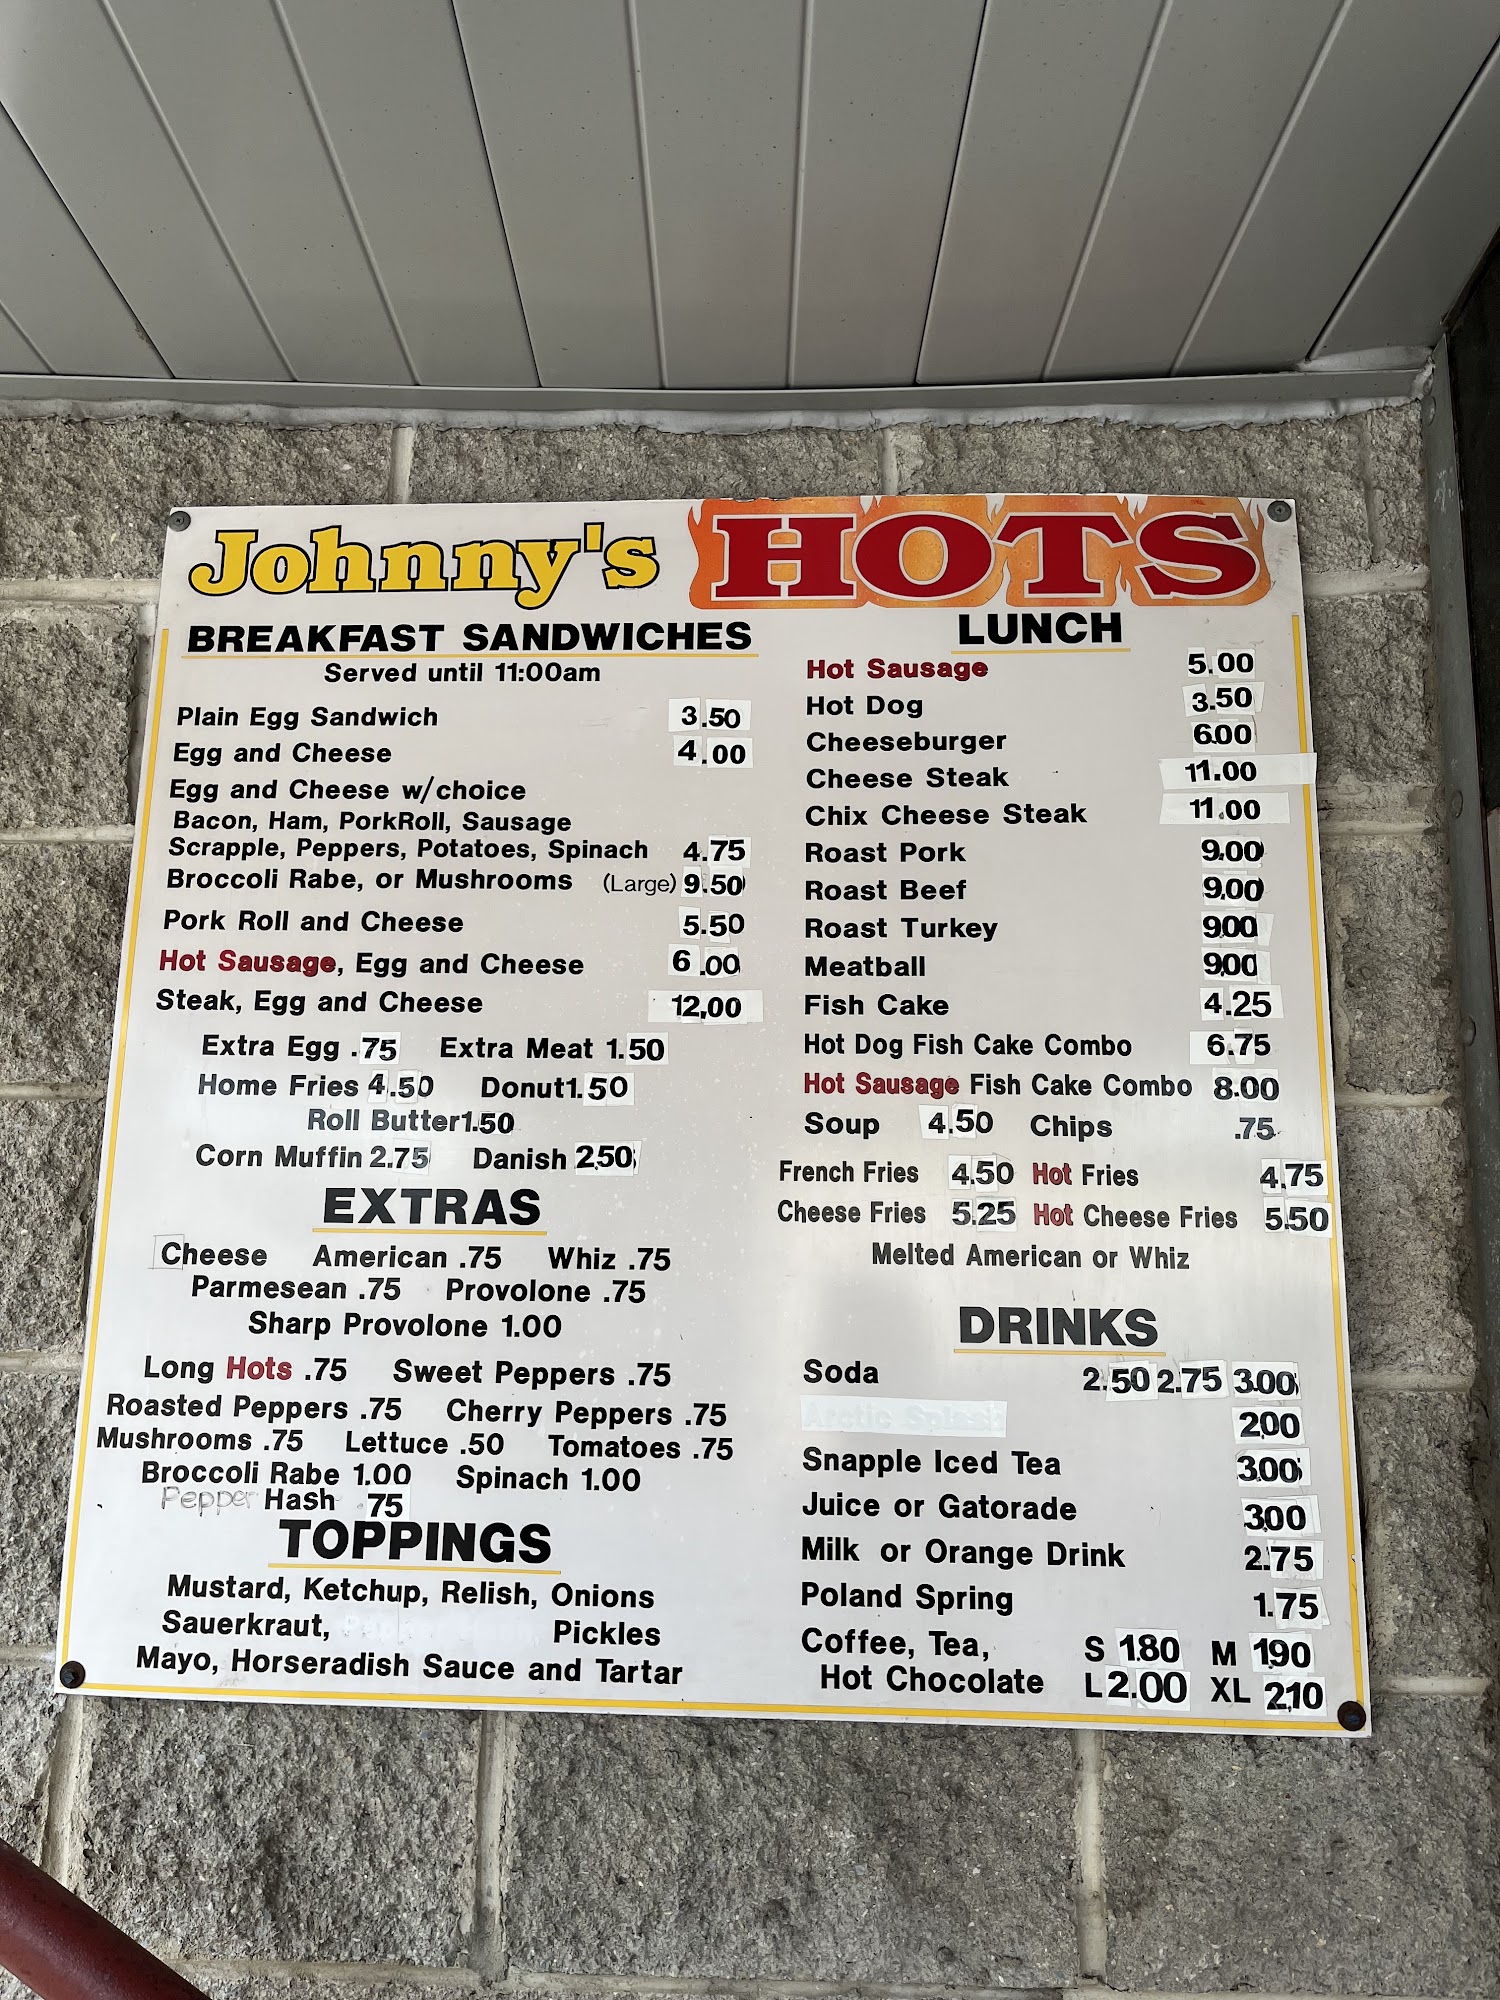 Johnny's HOTS
BREAKFAST SANDWICHES
Served until 11:00am
Plain Egg Sandwich 3.50
Egg and Cheese 4.00
Egg and Cheese w/choice
Bacon, Ham, PorkRoll, Sausage
Scrapple, Peppers, Potatoes, Spinach 4.75
Broccoli Rabe, or Mushrooms (Large) 9.50
Pork Roll and Cheese 5.50
Hot Sausage, Egg and Cheese 6.00
Steak, Egg and Cheese 12.00
Extra Egg .75 Extra Meat 1.50
Home Fries 4.50 Donut 1.50
Roll Butter 1.50
Corn Muffin 2.75 Danish 2.50
EXTRAS
Cheese American .75 Whiz .75
Parmesean .75 Provolone .75
Sharp Provolone 1.00
Long Hots .75 Sweet Peppers .75
Roasted Peppers .75 Cherry Peppers .75
Mushrooms .75 Lettuce .50 Tomatoes .75
Broccoli Rabe 1.00 Spinach 1.00
Pepper Hash .75
TOPPINGS
Mustard, Ketchup, Relish, Onions
Sauerkraut, Pickles
Mayo, Horseradish Sauce and Tartar
LUNCH
Hot Sausage 5.00
Hot Dog 3.50
Cheeseburger 6.00
Cheese Steak 11.00
Chix Cheese Steak 11.00
Roast Pork 9.00
Roast Beef 9.00
Roast Turkey 9.00
Meatball 9.00
Fish Cake 4.25
Hot Dog Fish Cake Combo 6.75
Hot Sausage Fish Cake Combo 8.00
Soup 4.50 Chips .75
French Fries 4.50 Hot Fries 4.75
Cheese Fries 5.25 Hot Cheese Fries 5.50
Melted American or Whiz
DRINKS
Soda 2.50 2.75 3.00
Arctic Splash 2.00
Snapple Iced Tea 3.00
Juice or Gatorade 3.00
Milk or Orange Drink 2.75
Poland Spring 1.75
Coffee, Tea, S 1.80 M 1.90
Hot Chocolate L 2.00 XL 2.10